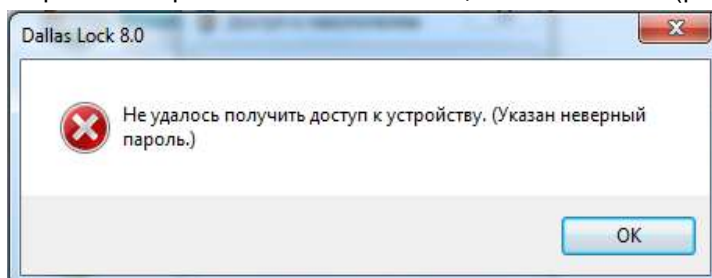 Dallas Lock 8.0
Не удалось получить доступ к устройству. (Указан неверный
пароль.)
OK